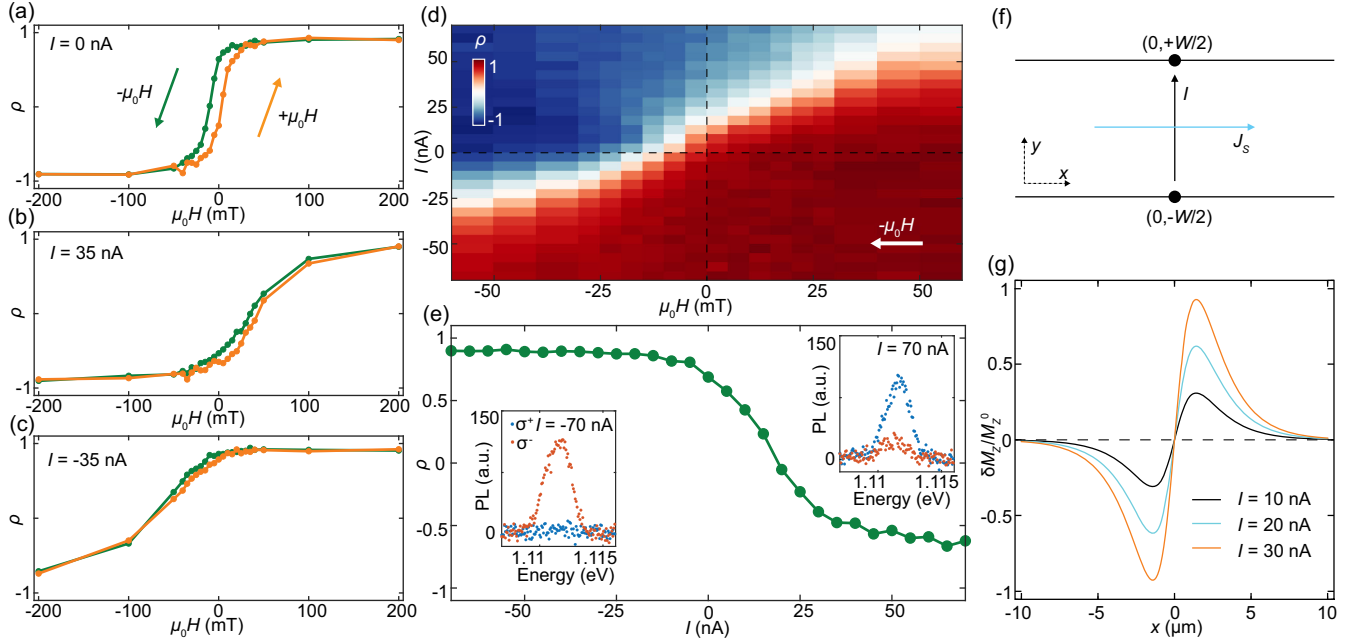 (a)
1
I = 0 nA
-μ₀H
+μ₀H
ρ
-1
-200 -100 0 100 200
μ₀H (mT)
(b)
1
I = 35 nA
ρ
-1
-200 -100 0 100 200
μ₀H (mT)
(c)
1
I = -35 nA
ρ
-1
-200 -100 0 100 200
μ₀H (mT)
(d)
ρ
1
-1
50
25
0
-25
-50
I (nA)
-μ₀H
-50 -25 0 25 50
μ₀H (mT)
(e)
1
0.5
0
-0.5
-1
ρ
150
σ⁺ I = -70 nA
σ⁻
PL (a.u.)
0
1.11 1.115
Energy (eV)
150
I = 70 nA
PL (a.u.)
0
1.11 1.115
Energy (eV)
-50 -25 0 25 50
I (nA)
(f)
(0,+W/2)
I
Jₛ
y
x
(0,-W/2)
(g)
1
0.5
0
-0.5
-1
δM_z/M_z⁰
I = 10 nA
I = 20 nA
I = 30 nA
-10 -5 0 5 10
x (μm)